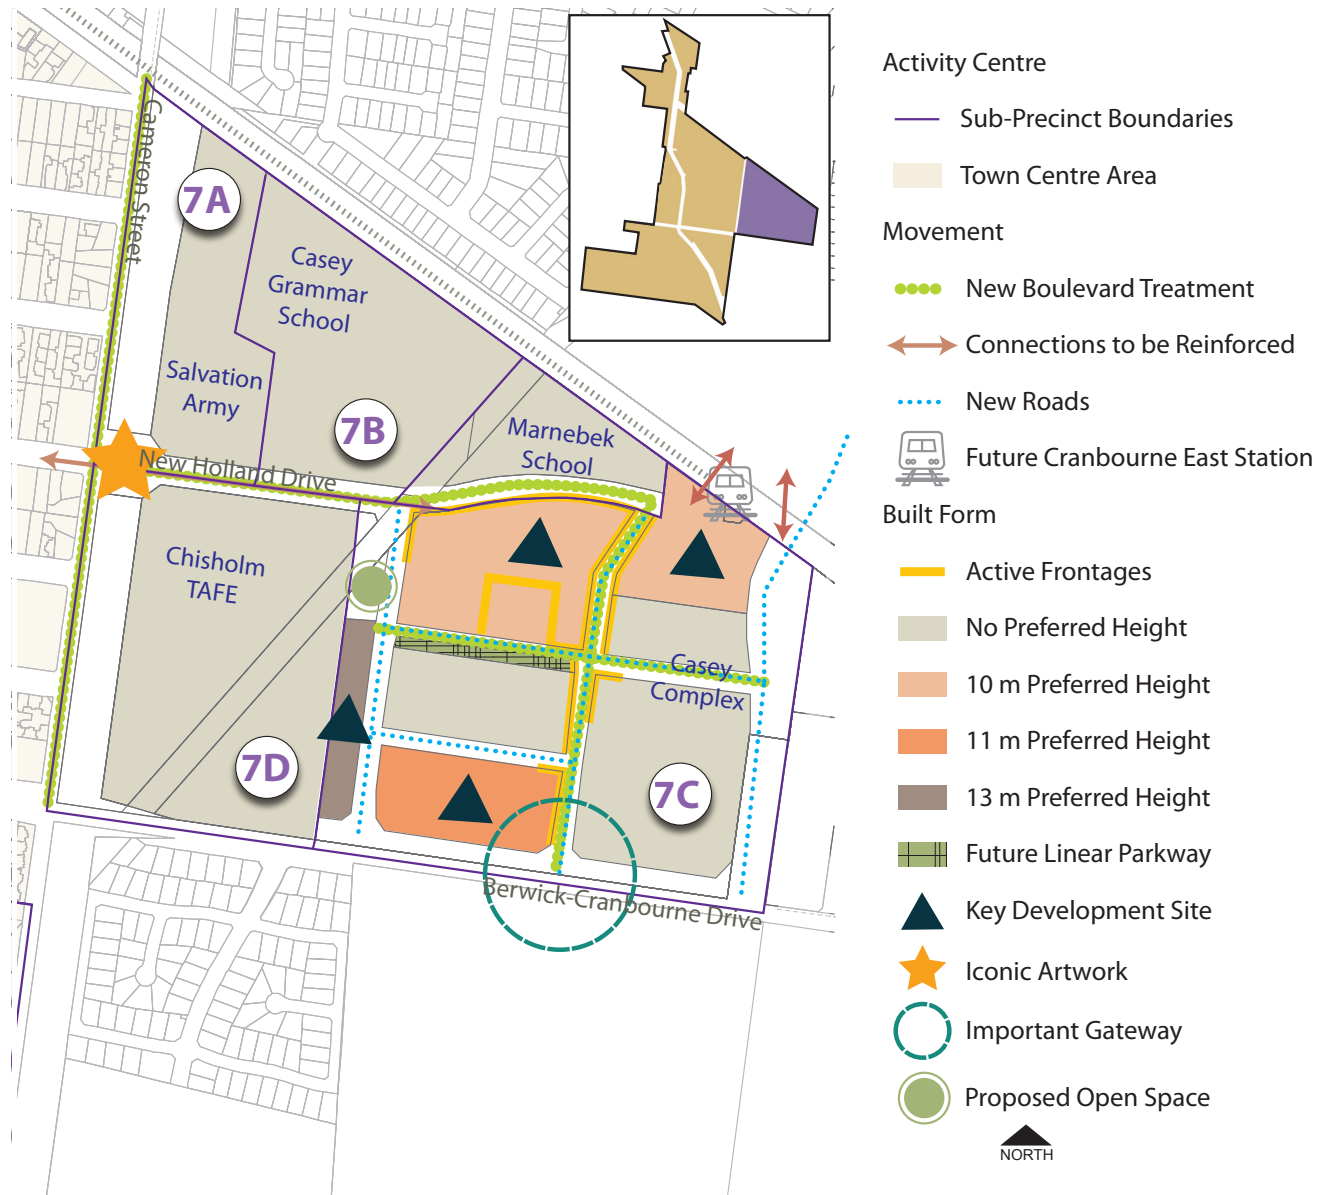 Cameron Street
7A
Casey
Grammar
School
Salvation
Army
7B
Marnebek
School
New Holland Drive
Chisholm
TAFE
Casey
Complex
7D
7C
Berwick-Cranbourne Drive
Activity Centre
Sub-Precinct Boundaries
Town Centre Area
Movement
New Boulevard Treatment
Connections to be Reinforced
New Roads
Future Cranbourne East Station
Built Form
Active Frontages
No Preferred Height
10 m Preferred Height
11 m Preferred Height
13 m Preferred Height
Future Linear Parkway
Key Development Site
Iconic Artwork
Important Gateway
Proposed Open Space
NORTH